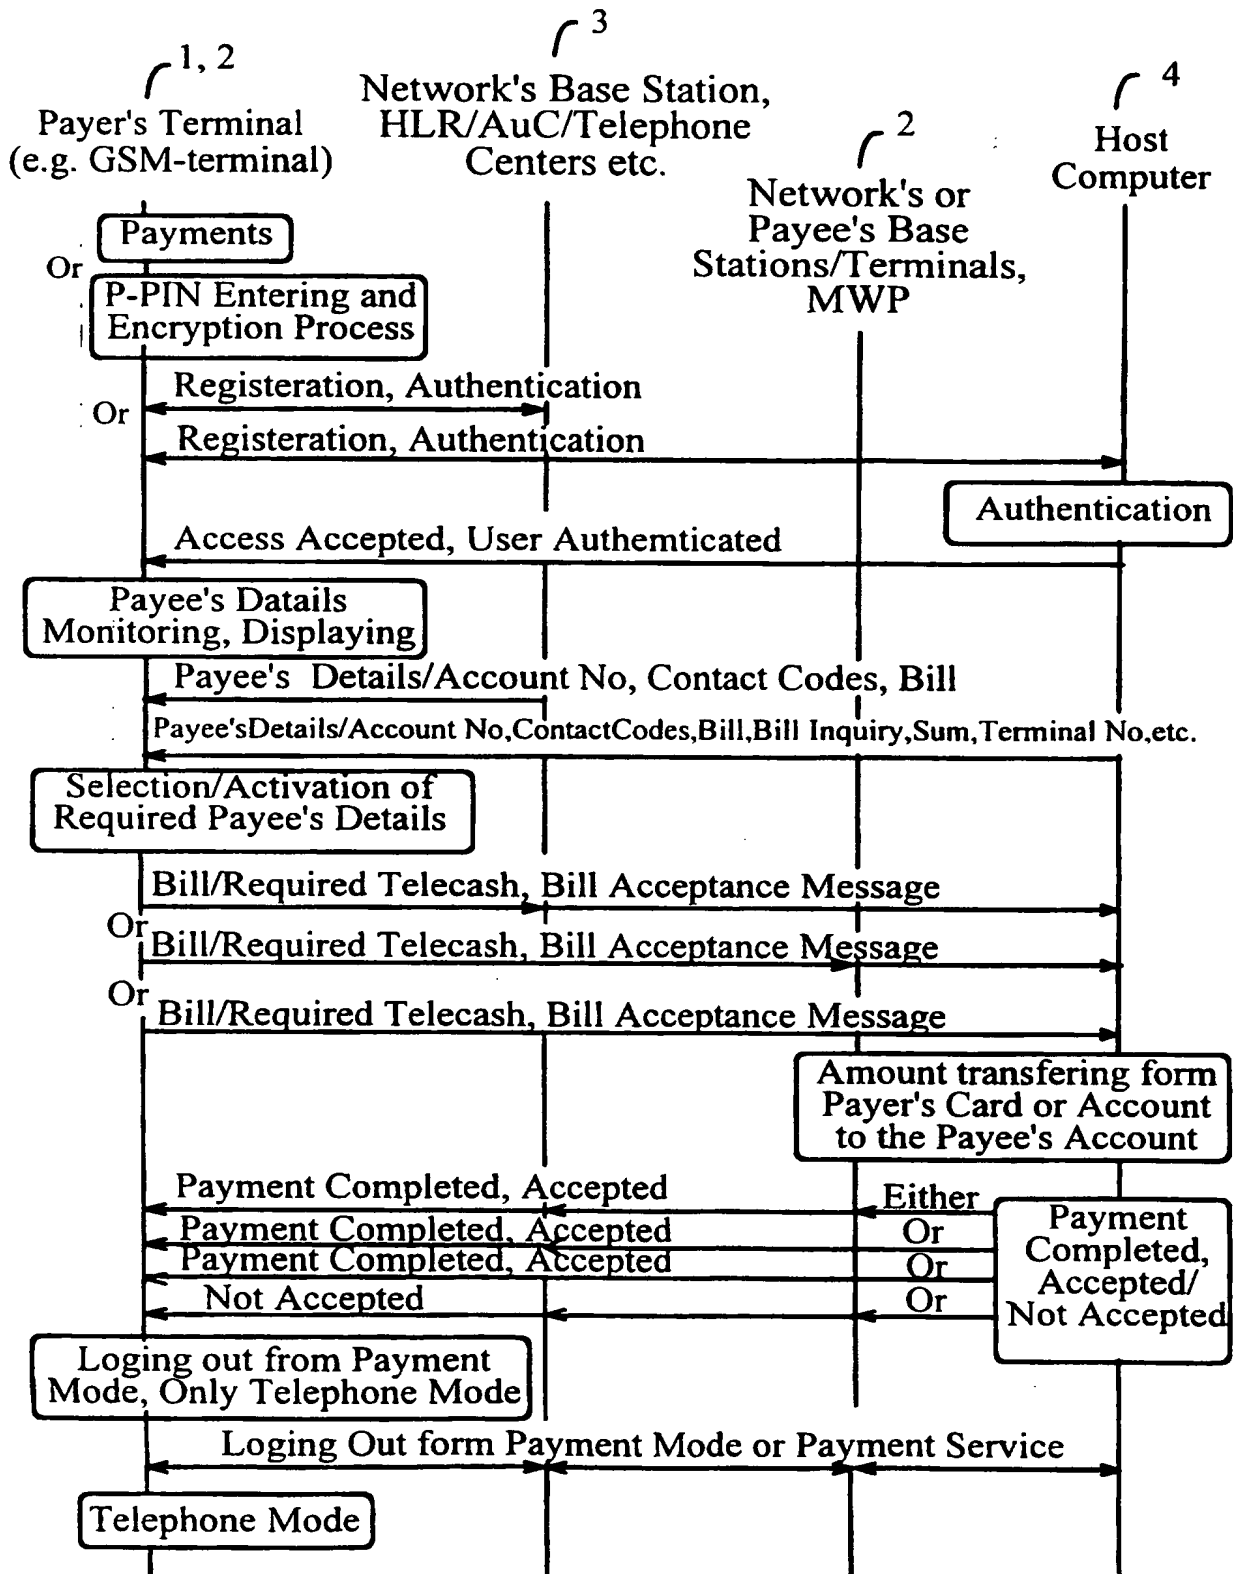 1, 2
3
4
2
Payer's Terminal
(e.g. GSM-terminal)
Network's Base Station,
HLR/AuC/Telephone
Centers etc.
Network's or
Payee's Base
Stations/Terminals,
MWP
Host
Computer
Payments
Or
P-PIN Entering and
Encryption Process
Registeration, Authentication
Or
Registeration, Authentication
Authentication
Access Accepted, User Authemticated
Payee's Datails
Monitoring, Displaying
Payee's Details/Account No, Contact Codes, Bill
Payee'sDetails/Account No,ContactCodes,Bill,Bill Inquiry,Sum,Terminal No,etc.
Selection/Activation of
Required Payee's Details
Bill/Required Telecash, Bill Acceptance Message
Or
Bill/Required Telecash, Bill Acceptance Message
Or
Bill/Required Telecash, Bill Acceptance Message
Amount transfering form
Payer's Card or Account
to the Payee's Account
Payment Completed, Accepted
Either
Payment Completed, Accepted
Or
Payment Completed, Accepted
Or
Not Accepted
Or
Payment
Completed,
Accepted/
Not Accepted
Loging out from Payment
Mode, Only Telephone Mode
Loging Out form Payment Mode or Payment Service
Telephone Mode